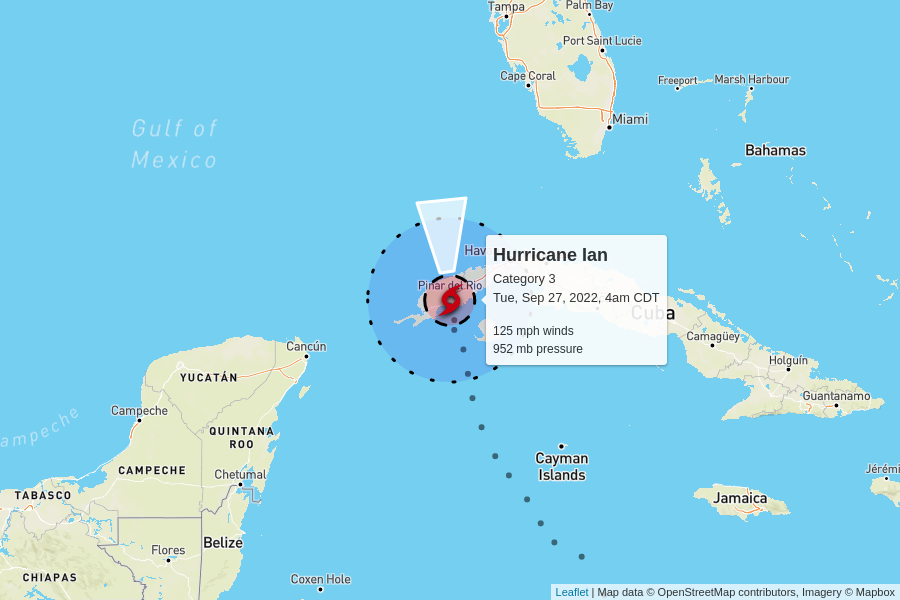 Tampa
Palm Bay
Port Saint Lucie
Cape Coral
Freeport
Marsh Harbour
Miami
Gulf of
Mexico
Bahamas
Hav
Hurricane Ian
Category 3
Tue, Sep 27, 2022, 4am CDT
125 mph winds
952 mb pressure
Pinar del Rio
Cuba
Camagüey
Cancún
Holguín
YUCATÁN
Guantanamo
Campeche
ampeche
QUINTANA
ROO
Cayman
Islands
CAMPECHE
Chetumal
Jérémi
TABASCO
Jamaica
Belize
Flores
CHIAPAS
Coxen Hole
Leaflet | Map data © OpenStreetMap contributors, Imagery © Mapbox